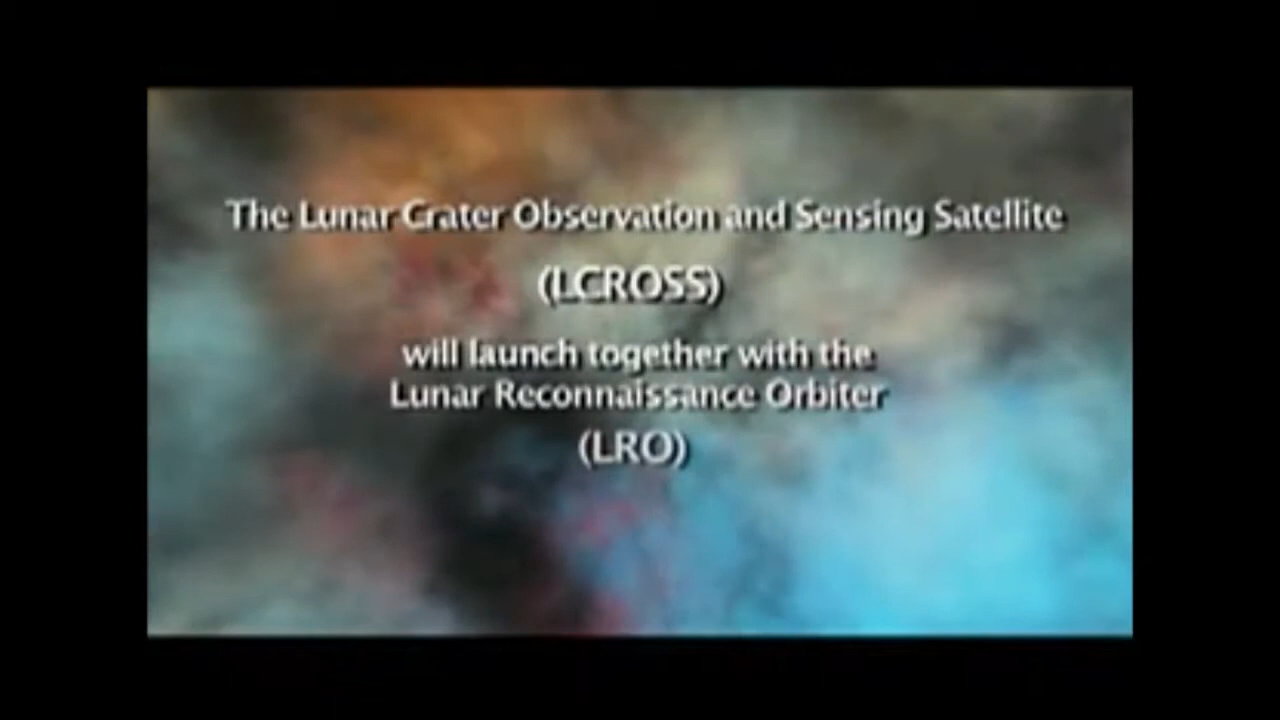 The Lunar Crater Observation and Sensing Satellite
(LCROSS)
will launch together with the
Lunar Reconnaissance Orbiter
(LRO)